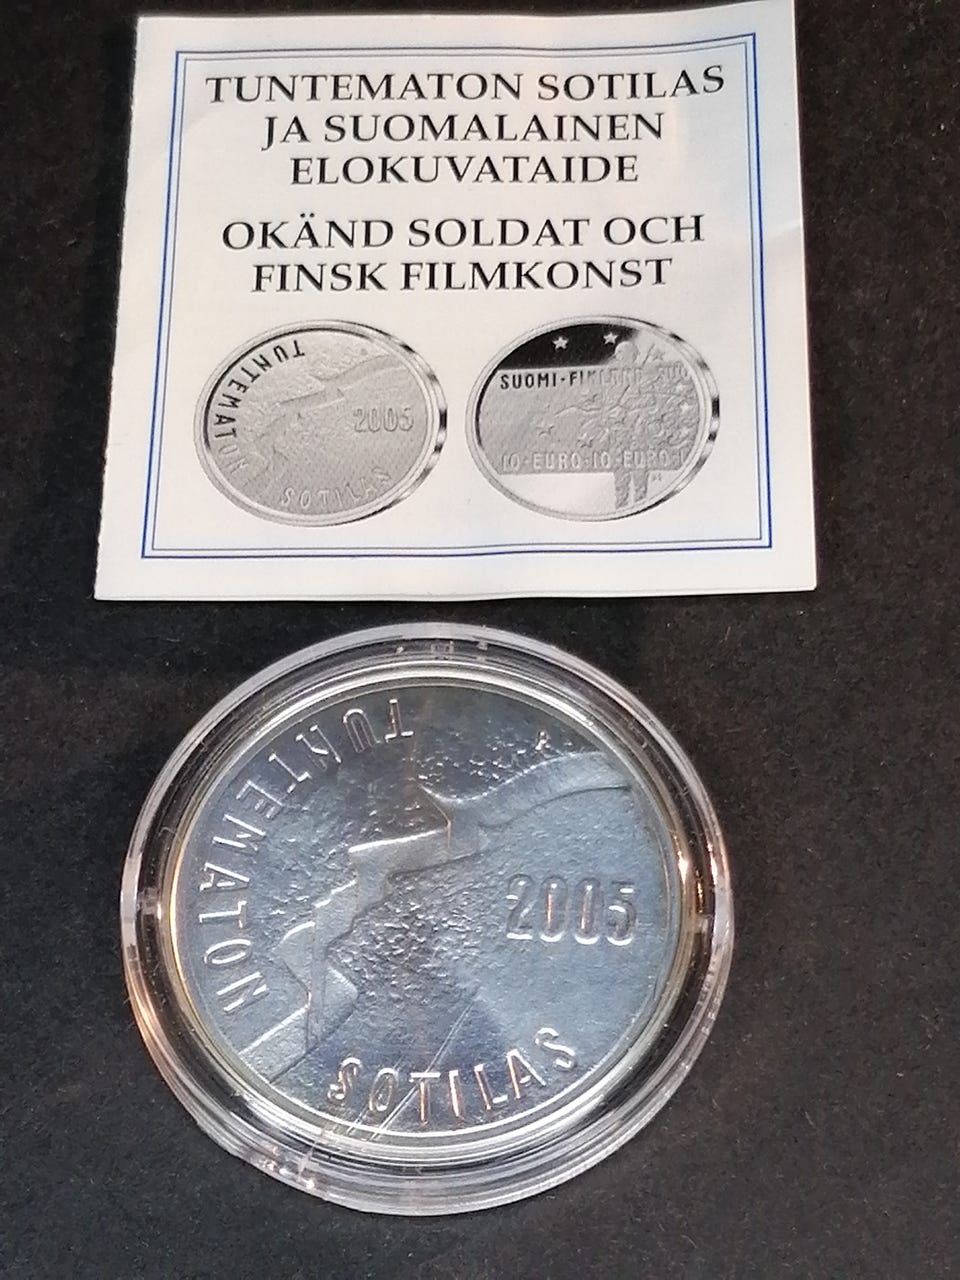 TUNTEMATON SOTILAS
JA SUOMALAINEN
ELOKUVATAIDE
OKÄND SOLDAT OCH
FINSK FILMKONST
TUNTEMATON
2005
SOTILAS
SUOMI-FINLAND
10·EURO·10·EURO·1
TUNTEMATON
2005
SOTILAS